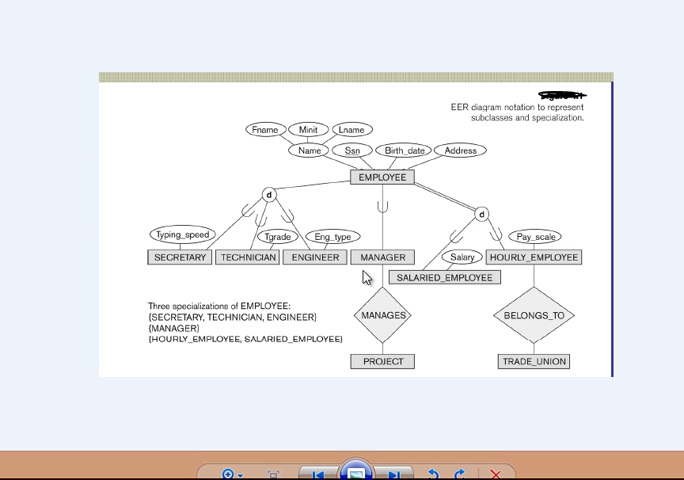 EER diagram notation to represent
subclasses and specialization.
Fname
Minit
Lname
Name
Ssn
Birth_date
Address
EMPLOYEE
d
d
Typing_speed
Tgrade
Eng_type
Pay_scale
SECRETARY
TECHNICIAN
ENGINEER
MANAGER
Salary
HOURLY_EMPLOYEE
SALARIED_EMPLOYEE
Three specializations of EMPLOYEE:
{SECRETARY, TECHNICIAN, ENGINEER}
{MANAGER}
{HOURLY_EMPLOYEE, SALARIED_EMPLOYEE}
MANAGES
BELONGS_TO
PROJECT
TRADE_UNION